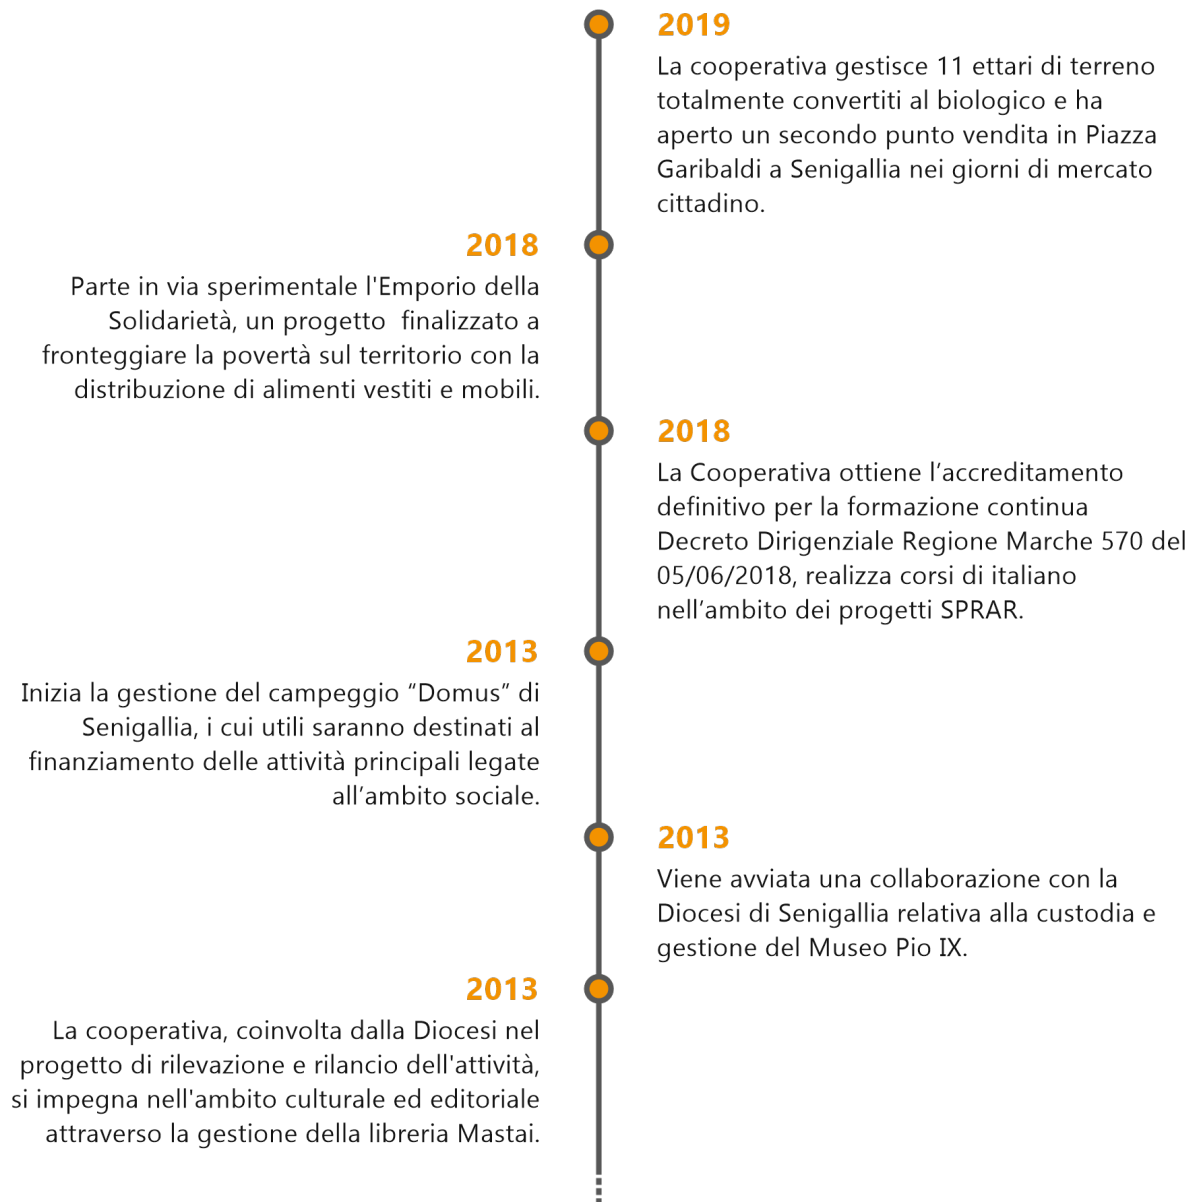 2019
La cooperativa gestisce 11 ettari di terreno
totalmente convertiti al biologico e ha
aperto un secondo punto vendita in Piazza
Garibaldi a Senigallia nei giorni di mercato
cittadino.
2018
Parte in via sperimentale l'Emporio della
Solidarietà, un progetto  finalizzato a
fronteggiare la povertà sul territorio con la
distribuzione di alimenti vestiti e mobili.
2018
La Cooperativa ottiene l’accreditamento
definitivo per la formazione continua
Decreto Dirigenziale Regione Marche 570 del
05/06/2018, realizza corsi di italiano
nell’ambito dei progetti SPRAR.
2013
Inizia la gestione del campeggio “Domus” di
Senigallia, i cui utili saranno destinati al
finanziamento delle attività principali legate
all’ambito sociale.
2013
Viene avviata una collaborazione con la
Diocesi di Senigallia relativa alla custodia e
gestione del Museo Pio IX.
2013
La cooperativa, coinvolta dalla Diocesi nel
progetto di rilevazione e rilancio dell'attività,
si impegna nell'ambito culturale ed editoriale
attraverso la gestione della libreria Mastai.